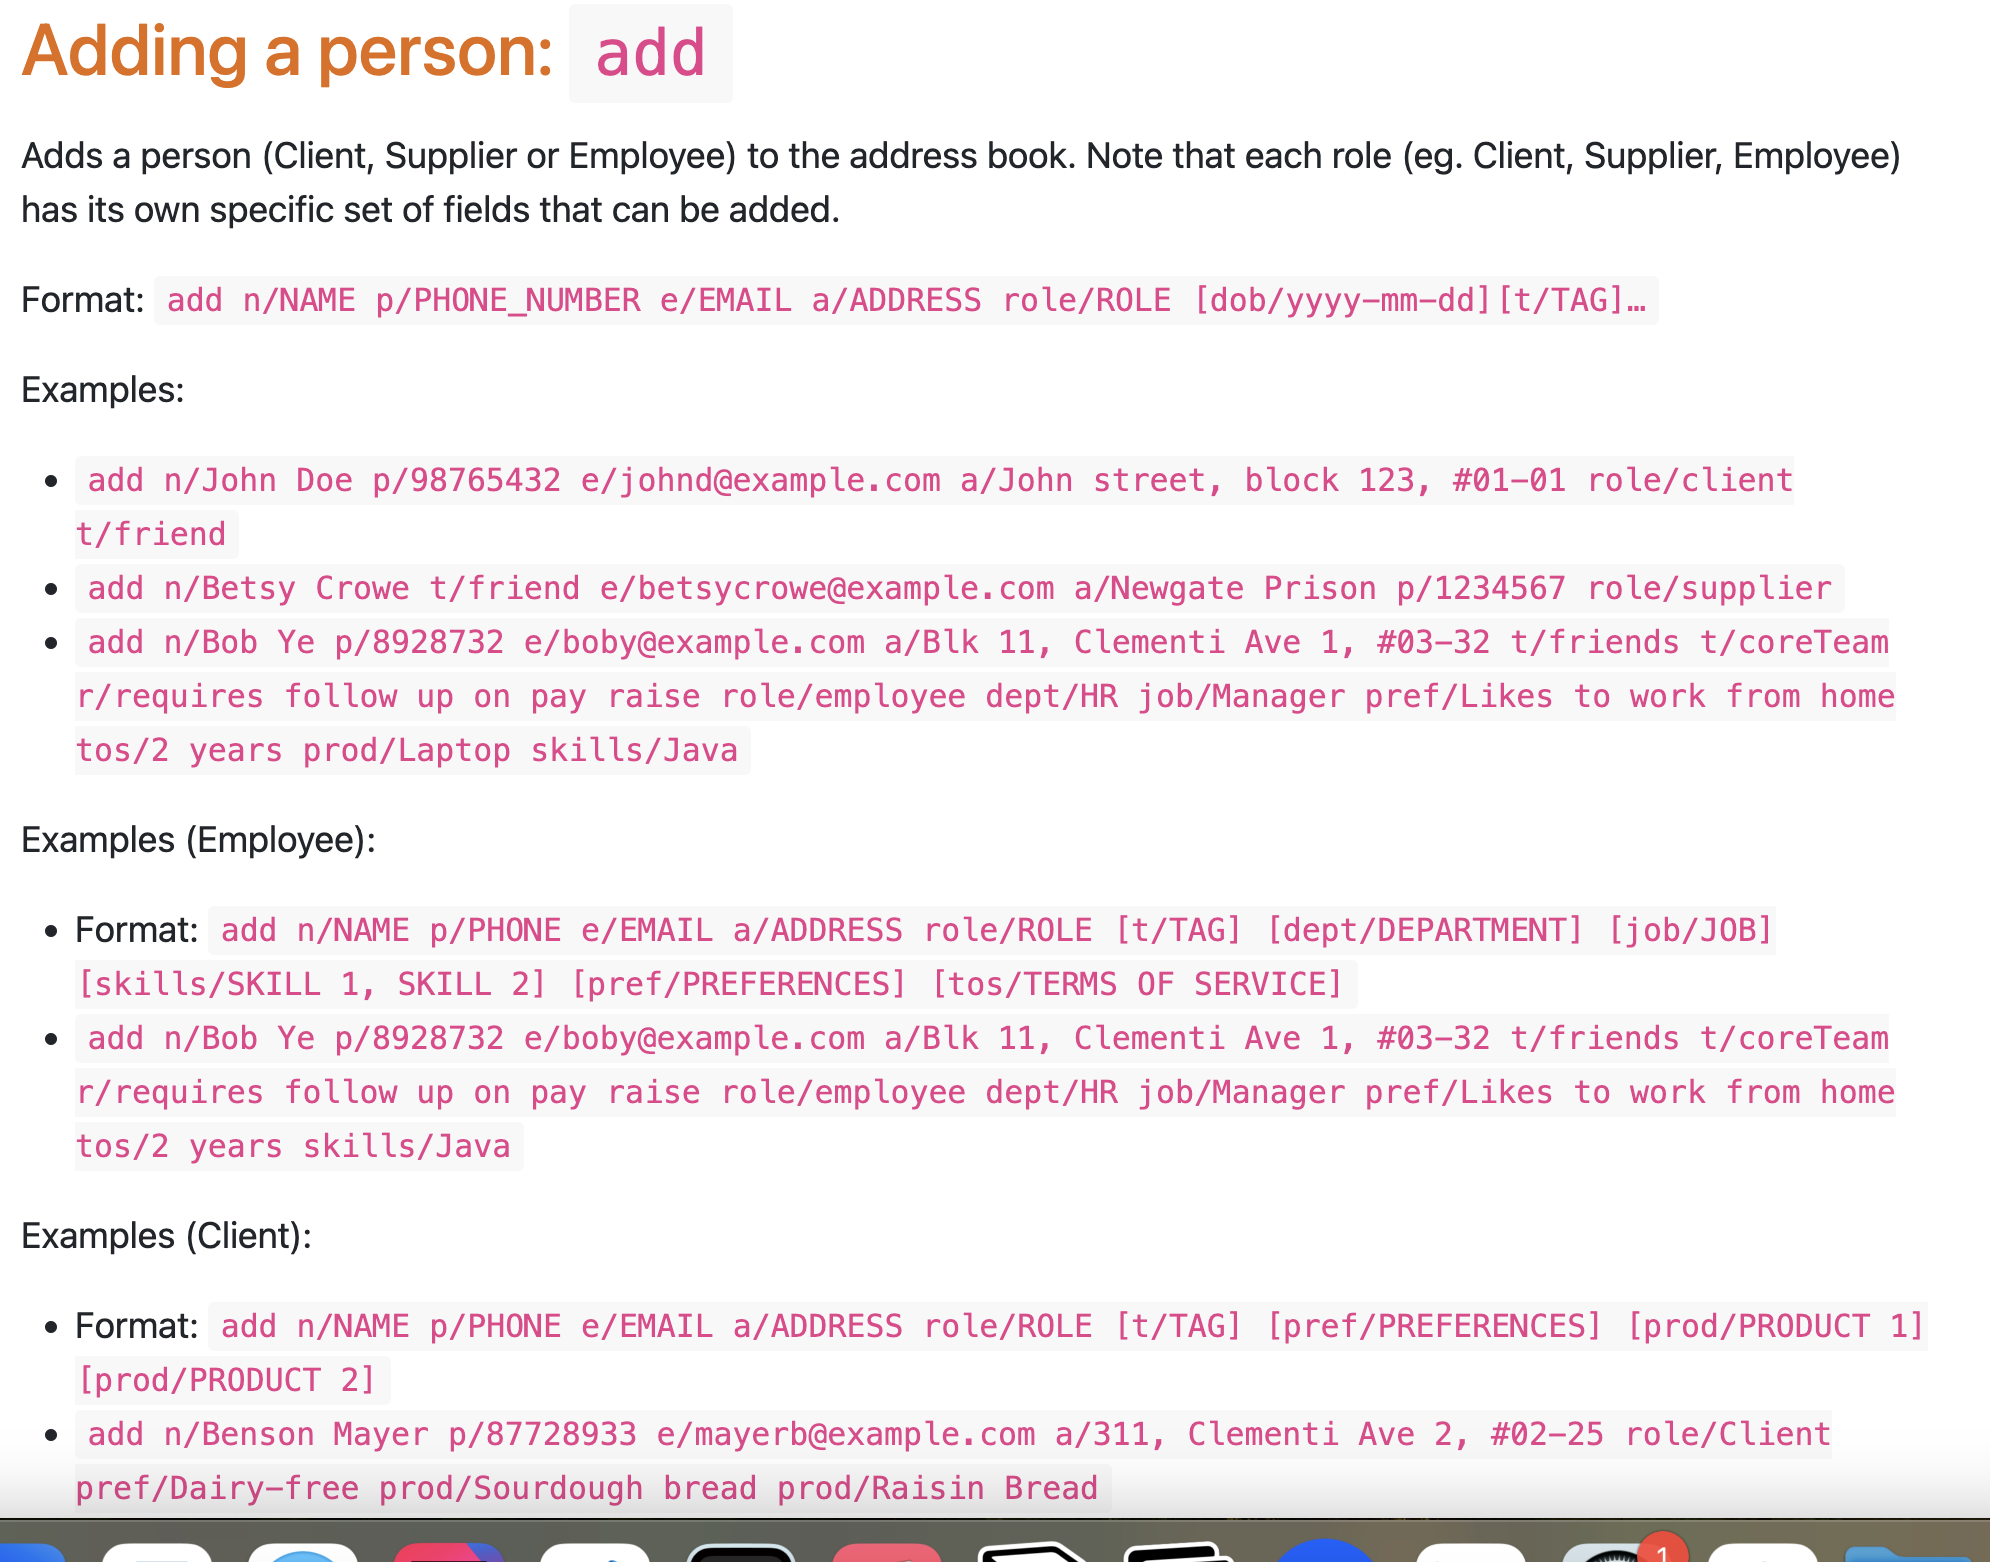 Adding a person: add
Adds a person (Client, Supplier or Employee) to the address book. Note that each role (eg. Client, Supplier, Employee)
has its own specific set of fields that can be added.
Format: add n/NAME p/PHONE_NUMBER e/EMAIL a/ADDRESS role/ROLE [dob/yyyy-mm-dd][t/TAG]…
Examples:
• add n/John Doe p/98765432 e/johnd@example.com a/John street, block 123, #01-01 role/client
t/friend
• add n/Betsy Crowe t/friend e/betsycrowe@example.com a/Newgate Prison p/1234567 role/supplier
• add n/Bob Ye p/8928732 e/boby@example.com a/Blk 11, Clementi Ave 1, #03-32 t/friends t/coreTeam
r/requires follow up on pay raise role/employee dept/HR job/Manager pref/Likes to work from home
tos/2 years prod/Laptop skills/Java
Examples (Employee):
• Format: add n/NAME p/PHONE e/EMAIL a/ADDRESS role/ROLE [t/TAG] [dept/DEPARTMENT] [job/JOB]
[skills/SKILL 1, SKILL 2] [pref/PREFERENCES] [tos/TERMS OF SERVICE]
• add n/Bob Ye p/8928732 e/boby@example.com a/Blk 11, Clementi Ave 1, #03-32 t/friends t/coreTeam
r/requires follow up on pay raise role/employee dept/HR job/Manager pref/Likes to work from home
tos/2 years skills/Java
Examples (Client):
• Format: add n/NAME p/PHONE e/EMAIL a/ADDRESS role/ROLE [t/TAG] [pref/PREFERENCES] [prod/PRODUCT 1]
[prod/PRODUCT 2]
• add n/Benson Mayer p/87728933 e/mayerb@example.com a/311, Clementi Ave 2, #02-25 role/Client
pref/Dairy-free prod/Sourdough bread prod/Raisin Bread
1